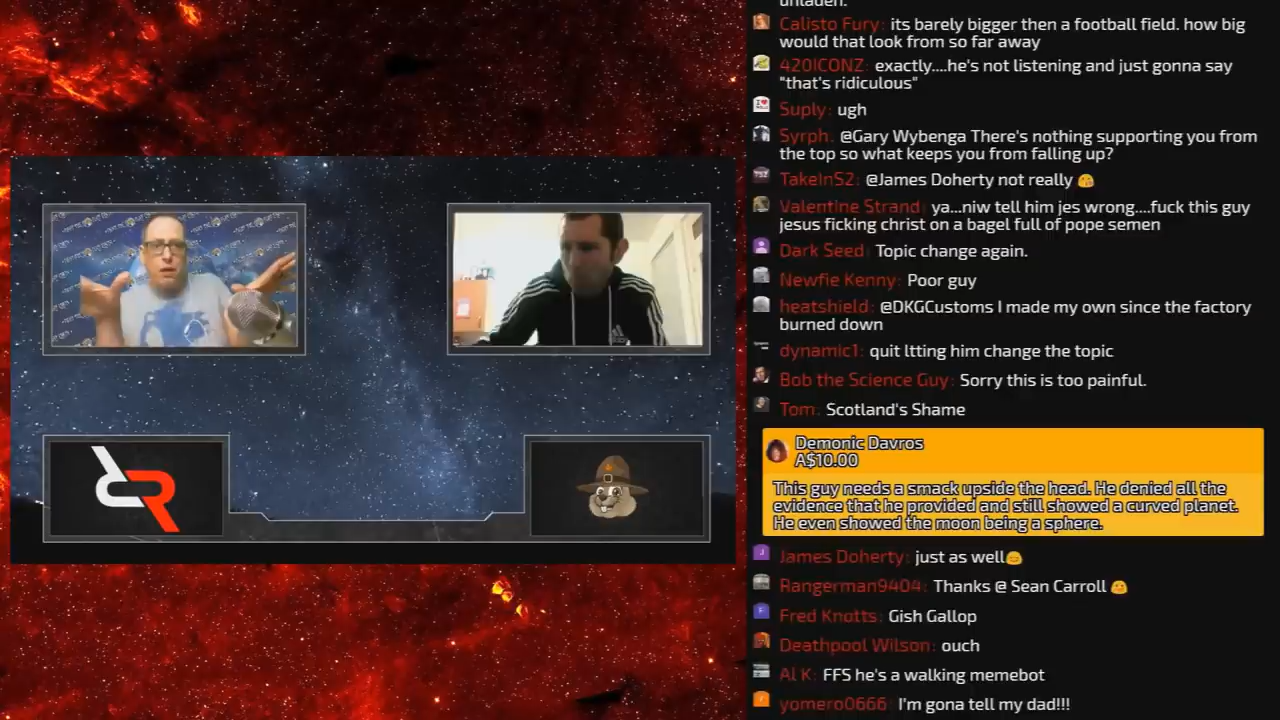 unladen.
Calisto Fury: its barely bigger then a football field. how big
would that look from so far away
420ICONZ exactly....he's not listening and just gonna say
"that's ridiculous"
Suply: ugh
Syrph: @Gary Wybenga There's nothing supporting you from
the top so what keeps you from falling up?
TakeInS2: @James Doherty not really
Valentine Strand: ya...niw tell him jes wrong....fuck this guy
jesus ficking christ on a bagel full of pope semen
Dark Seed: Topic change again.
Newfie Kenny: Poor guy
heatshield: @DKGCustoms I made my own since the factory
burned down
dynamic1: quit ltting him change the topic
Bob the Science Guy: Sorry this is too painful.
Tom: Scotland's Shame
Demonic Davros
A$10.00
This guy needs a smack upside the head. He denied all the
evidence that he provided and still showed a curved planet.
He even showed the moon being a sphere.
James Doherty: just as well
Rangerman9404: Thanks @ Sean Carroll
Fred Knotts: Gish Gallop
Deathpool Wilson: ouch
Al K: FFS he's a walking memebot
yomero0666: I'm gona tell my dad!!!